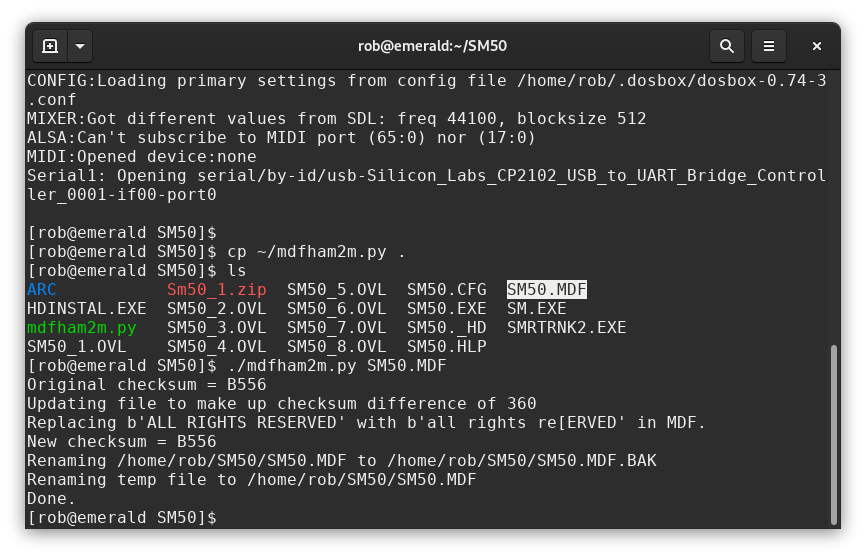 rob@emerald:~/SM50
CONFIG:Loading primary settings from config file /home/rob/.dosbox/dosbox-0.74-3
.conf
MIXER:Got different values from SDL: freq 44100, blocksize 512
ALSA:Can't subscribe to MIDI port (65:0) nor (17:0)
MIDI:Opened device:none
Serial1: Opening serial/by-id/usb-Silicon_Labs_CP2102_USB_to_UART_Bridge_Control
ler_0001-if00-port0
[rob@emerald SM50]$
[rob@emerald SM50]$ cp ~/mdfham2m.py .
[rob@emerald SM50]$ ls
ARC           Sm50_1.zip  SM50_5.OVL  SM50.CFG  SM50.MDF
HDINSTAL.EXE  SM50_2.OVL  SM50_6.OVL  SM50.EXE  SM.EXE
mdfham2m.py   SM50_3.OVL  SM50_7.OVL  SM50._HD  SMRTRNK2.EXE
SM50_1.OVL    SM50_4.OVL  SM50_8.OVL  SM50.HLP
[rob@emerald SM50]$ ./mdfham2m.py SM50.MDF
Original checksum = B556
Updating file to make up checksum difference of 360
Replacing b'ALL RIGHTS RESERVED' with b'all rights re[ERVED' in MDF.
New checksum = B556
Renaming /home/rob/SM50/SM50.MDF to /home/rob/SM50/SM50.MDF.BAK
Renaming temp file to /home/rob/SM50/SM50.MDF
Done.
[rob@emerald SM50]$